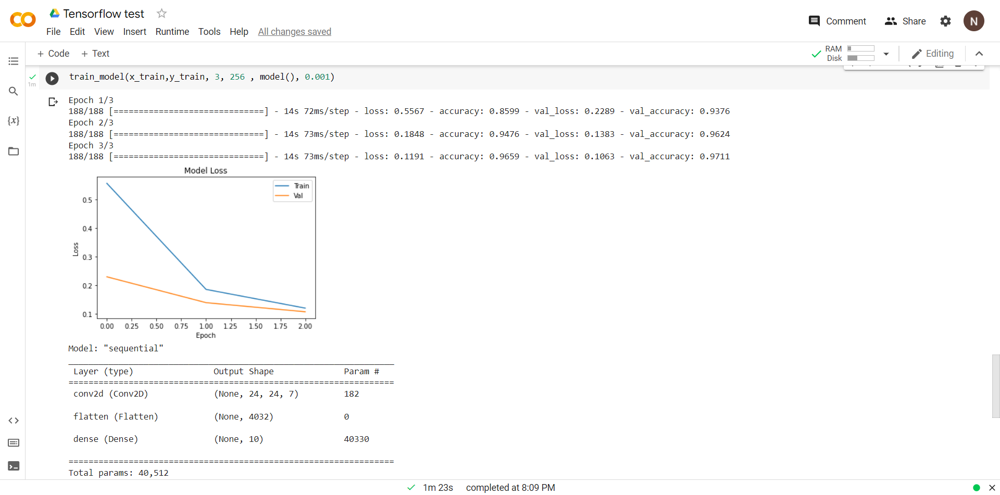 Tensorflow test
File Edit View Insert Runtime Tools Help All changes saved
Comment Share N
+ Code + Text
RAM
Disk
Editing
1m
train_model(x_train,y_train, 3, 256 , model(), 0.001)
Epoch 1/3
188/188 [==============================] - 14s 72ms/step - loss: 0.5567 - accuracy: 0.8599 - val_loss: 0.2289 - val_accuracy: 0.9376
Epoch 2/3
188/188 [==============================] - 14s 73ms/step - loss: 0.1848 - accuracy: 0.9476 - val_loss: 0.1383 - val_accuracy: 0.9624
Epoch 3/3
188/188 [==============================] - 14s 73ms/step - loss: 0.1191 - accuracy: 0.9659 - val_loss: 0.1063 - val_accuracy: 0.9711
Model Loss
Train
Val
0.5
0.4
0.3
0.2
0.1
Loss
0.00 0.25 0.50 0.75 1.00 1.25 1.50 1.75 2.00
Epoch
Model: "sequential"
_________________________________________________________________
Layer (type) Output Shape Param #
=================================================================
conv2d (Conv2D) (None, 24, 24, 7) 182
flatten (Flatten) (None, 4032) 0
dense (Dense) (None, 10) 40330
=================================================================
Total params: 40,512
{x}
1m 23s completed at 8:09 PM